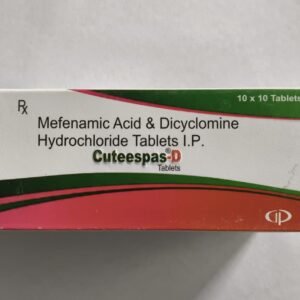 10 x 10 Tablets
Rx
Mefenamic Acid & Dicyclomine
Hydrochloride Tablets I.P.
Cuteespas®-D
Tablets